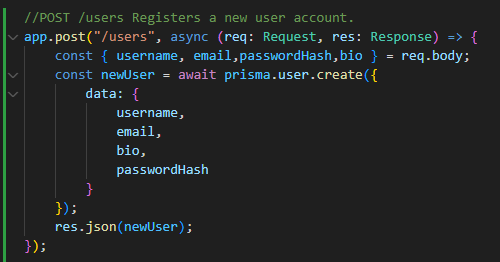 //POST /users Registers a new user account.
app.post("/users", async (req: Request, res: Response) => {
    const { username, email,passwordHash,bio } = req.body;
    const newUser = await prisma.user.create({
        data: {
            username,
            email,
            bio,
            passwordHash
        }
    });
    res.json(newUser);
});